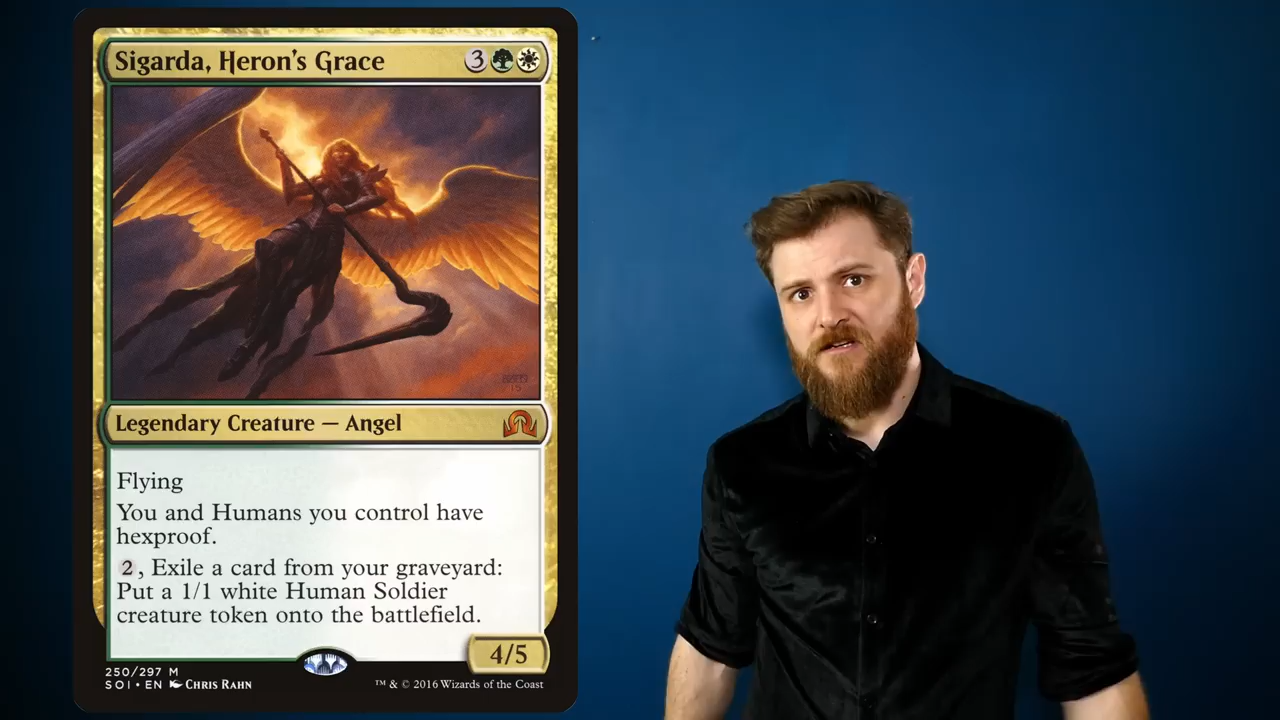 Sigarda, Heron's Grace 3
Legendary Creature — Angel
Flying
You and Humans you control have
hexproof.
2, Exile a card from your graveyard:
Put a 1/1 white Human Soldier
creature token onto the battlefield.
4/5
250/297 M
SOI • EN Chris Rahn
™ & © 2016 Wizards of the Coast